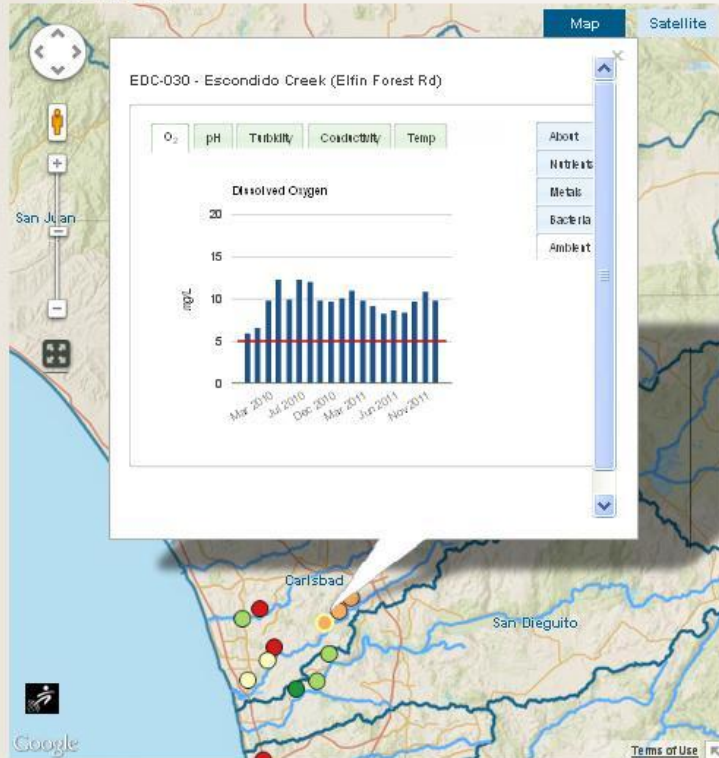 Map Satellite
EDC-030 - Escondido Creek (Elfin Forest Rd)
O₂ pH Turbidity Conductivity Temp
About
Nutrients
Metals
Bacteria
Ambient
Dissolved Oxygen
20
15
10
5
0
mg/L
Mar 2010 Jul 2010 Dec 2010 Mar 2011 Jun 2011 Nov 2011
San Juan
Carlsbad
San Dieguito
Google
Terms of Use